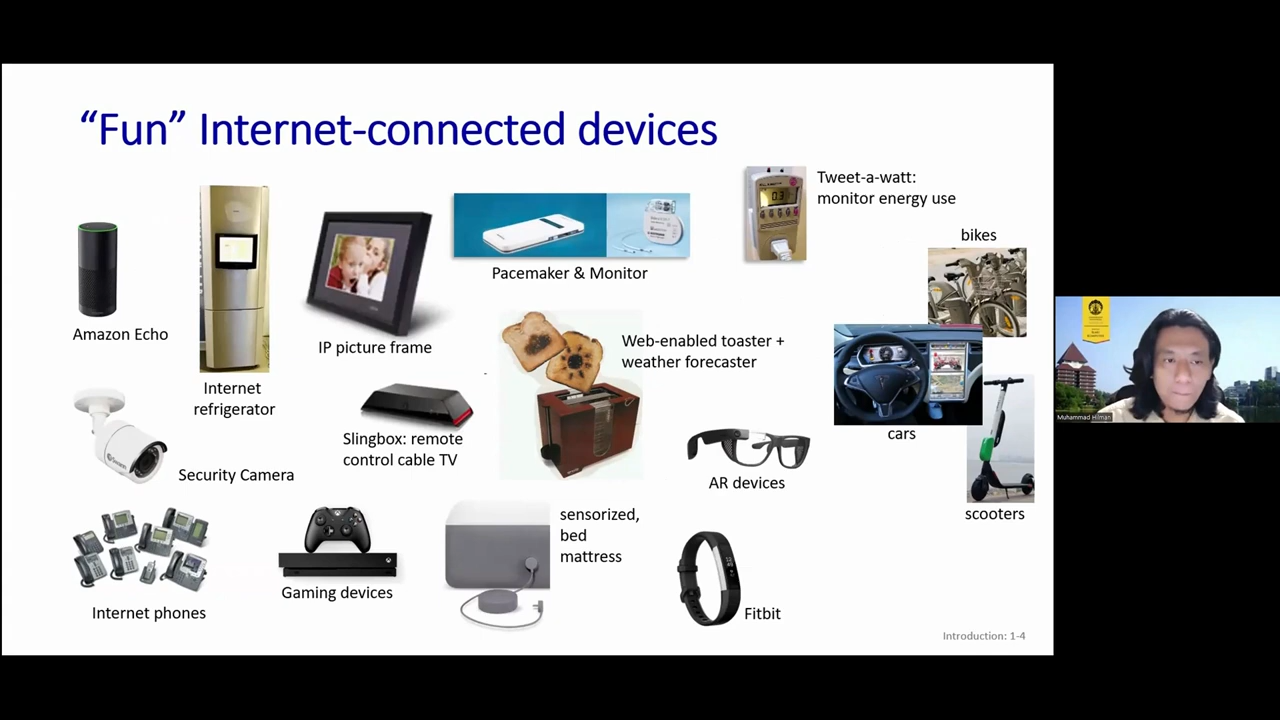 “Fun” Internet-connected devices
Amazon Echo
Internet
refrigerator
IP picture frame
Pacemaker & Monitor
Tweet-a-watt:
monitor energy use
0.3
bikes
Web-enabled toaster +
weather forecaster
cars
Security Camera
Slingbox: remote
control cable TV
AR devices
scooters
Internet phones
Gaming devices
sensorized,
bed
mattress
Fitbit
Introduction: 1-4
Muhammad Hilman